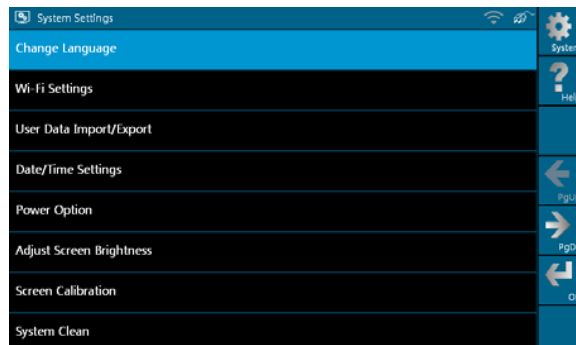 System Settings
Change Language
Wi-Fi Settings
User Data Import/Export
Date/Time Settings
Power Option
Adjust Screen Brightness
Screen Calibration
System Clean